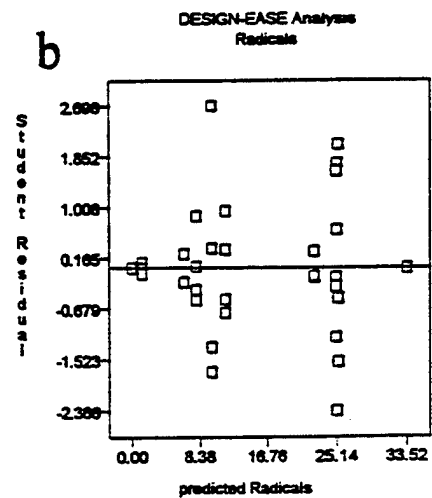 DESIGN-EASE Analysis
Radicals
b
2.698
1.852
1.008
0.165
-0.679
-1.523
-2.366
Student Residual
0.00
8.38
16.76
25.14
33.52
predicted Radicals